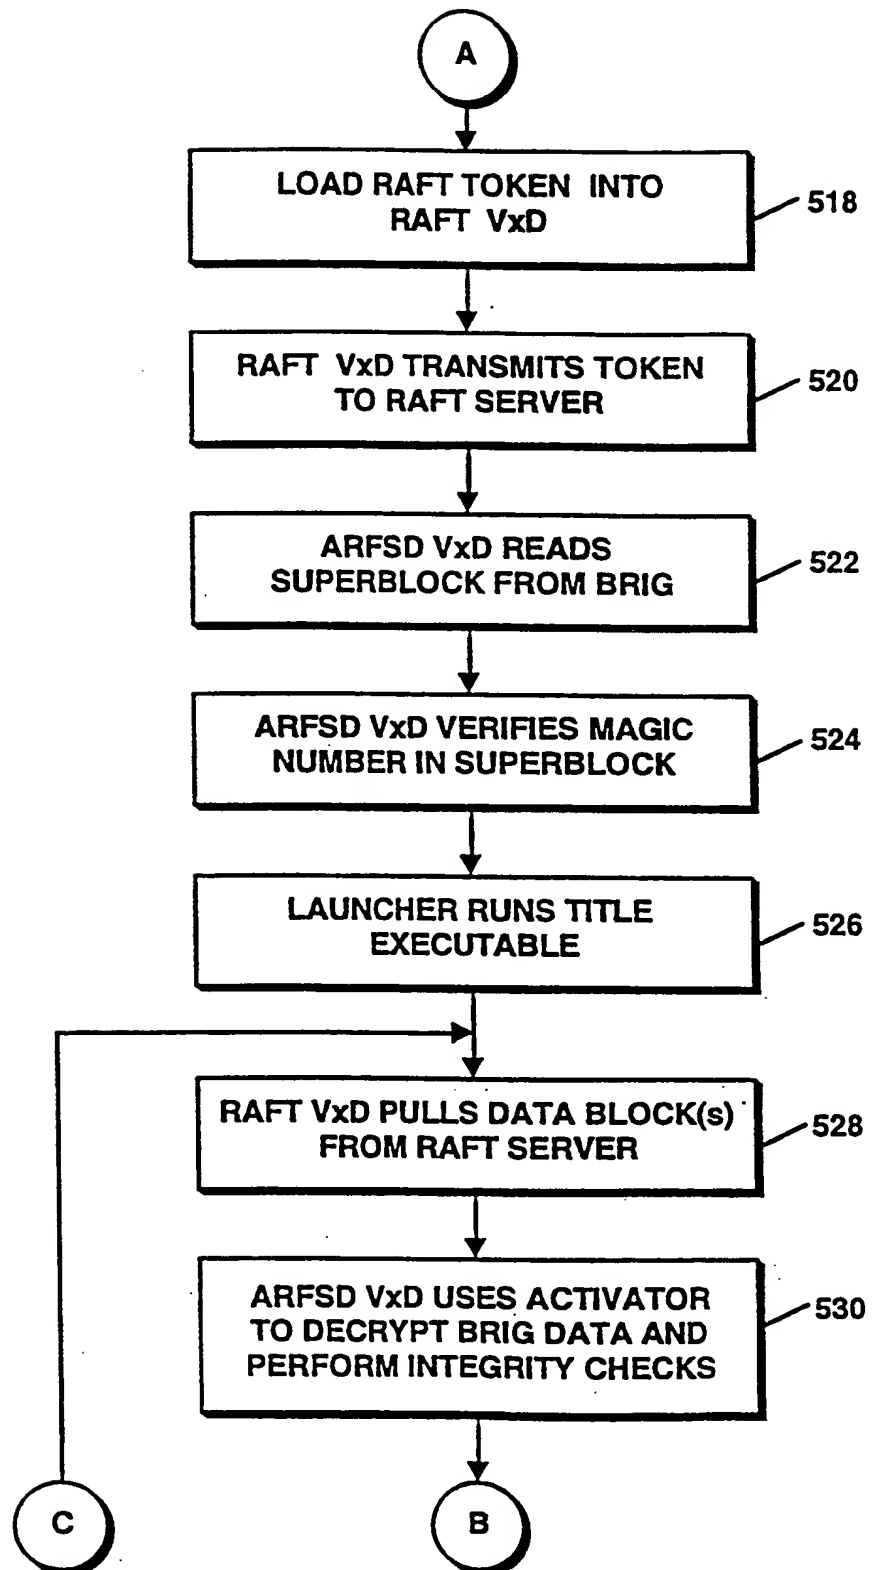 A
LOAD RAFT TOKEN INTO
RAFT VxD
518
RAFT VxD TRANSMITS TOKEN
TO RAFT SERVER
520
ARFSD VxD READS
SUPERBLOCK FROM BRIG
522
ARFSD VxD VERIFIES MAGIC
NUMBER IN SUPERBLOCK
524
LAUNCHER RUNS TITLE
EXECUTABLE
526
RAFT VxD PULLS DATA BLOCK(s)
FROM RAFT SERVER
528
ARFSD VxD USES ACTIVATOR
TO DECRYPT BRIG DATA AND
PERFORM INTEGRITY CHECKS
530
C
B